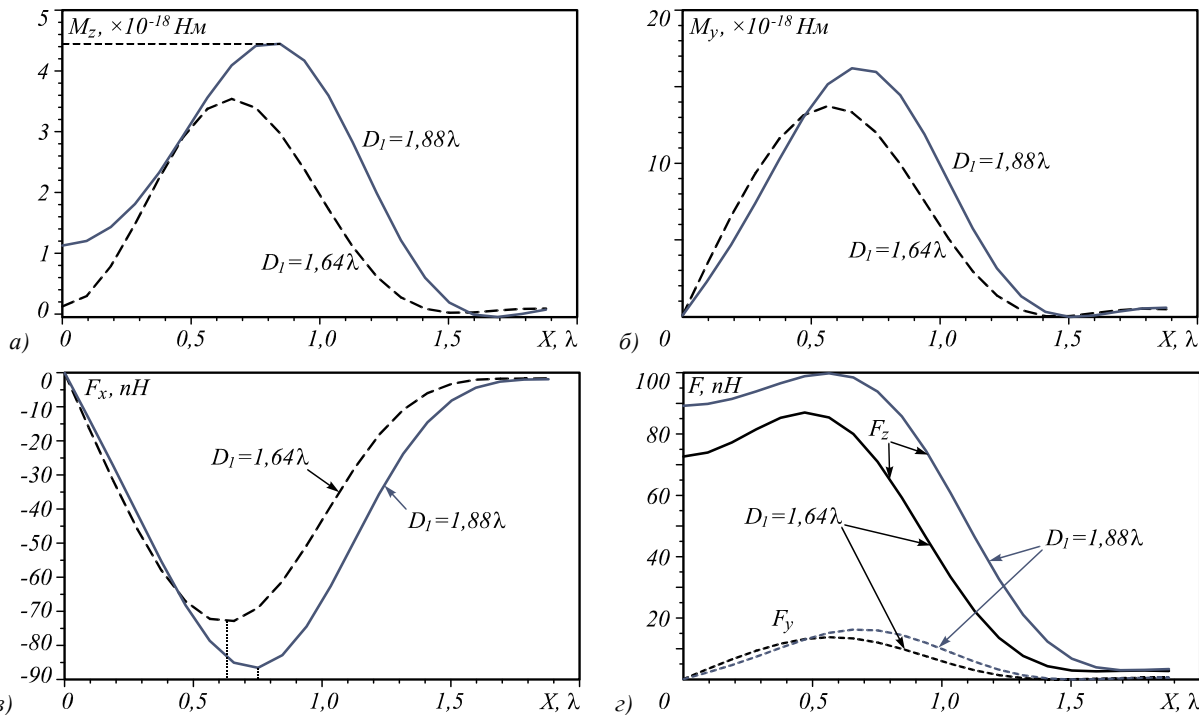 5
M_z, ×10^-18 Нм
4
3
2
1
0
D_1=1,88λ
D_1=1,64λ
а)
0
0,5
1,0
1,5
X, λ
20
M_y, ×10^-18 Нм
10
D_1=1,88λ
D_1=1,64λ
б)
0
0,5
1,0
1,5
X, λ
0
F_x, пН
-10
-20
-30
-40
-50
-60
-70
-80
-90
D_1=1,64λ
D_1=1,88λ
в)
0
0,5
1,0
1,5
X, λ
100
F, пН
80
60
40
20
F_z
D_1=1,64λ
D_1=1,88λ
F_y
г)
0
0,5
1,0
1,5
X, λ